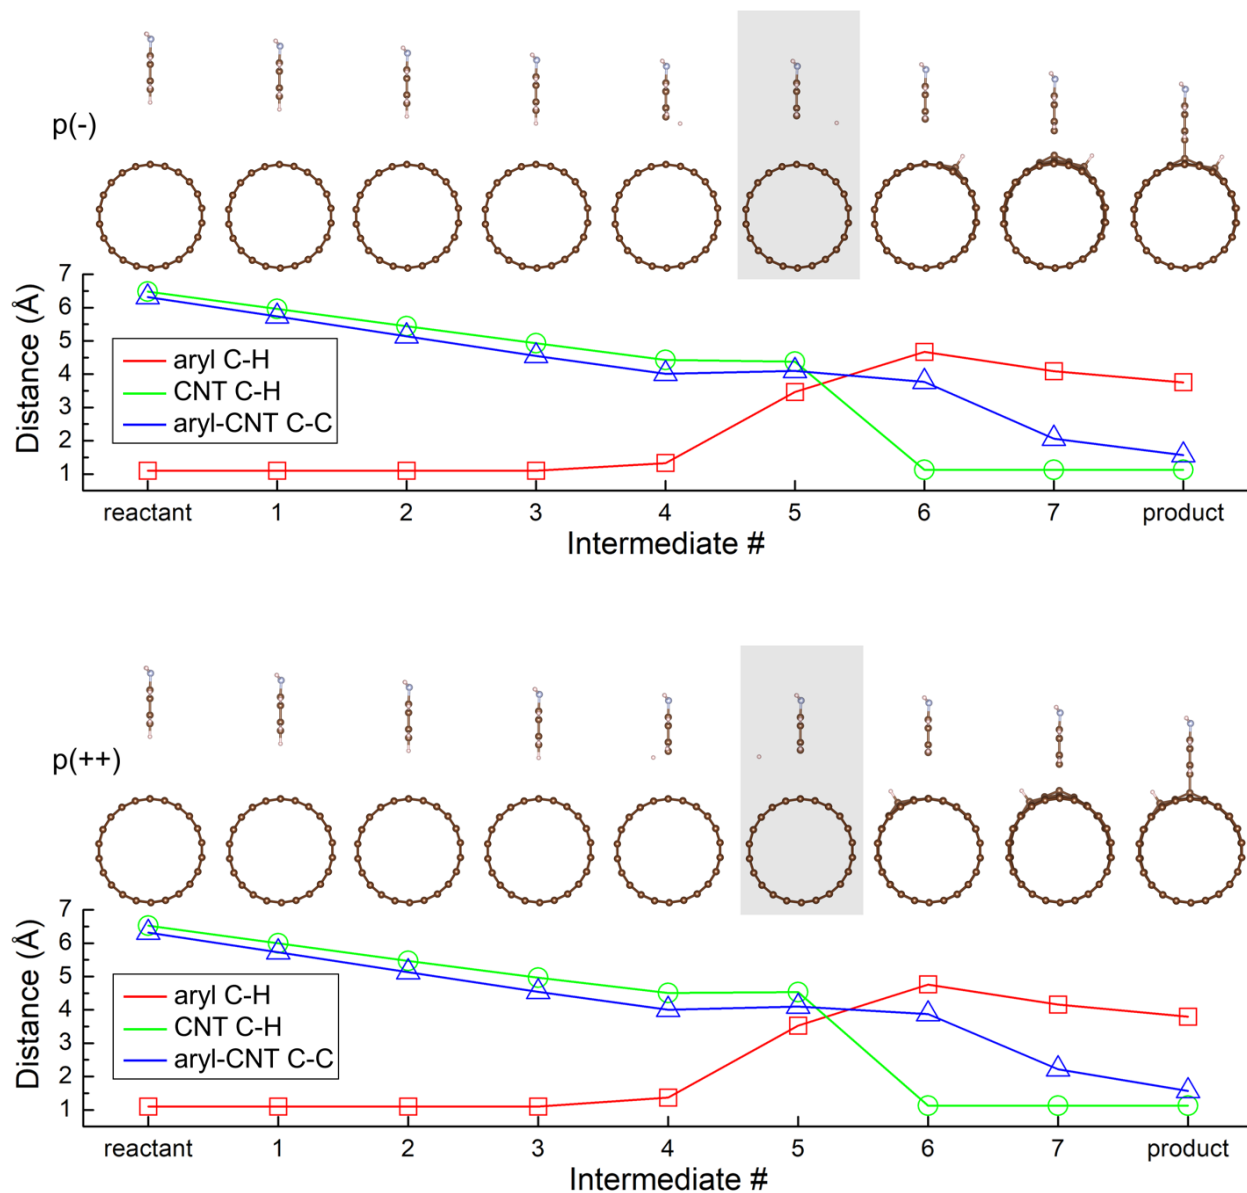 p(-)
7
6
5
4
3
2
1
Distance (Å)
aryl C-H
CNT C-H
aryl-CNT C-C
reactant 1 2 3 4 5 6 7 product
Intermediate #
p(++)
7
6
5
4
3
2
1
Distance (Å)
aryl C-H
CNT C-H
aryl-CNT C-C
reactant 1 2 3 4 5 6 7 product
Intermediate #